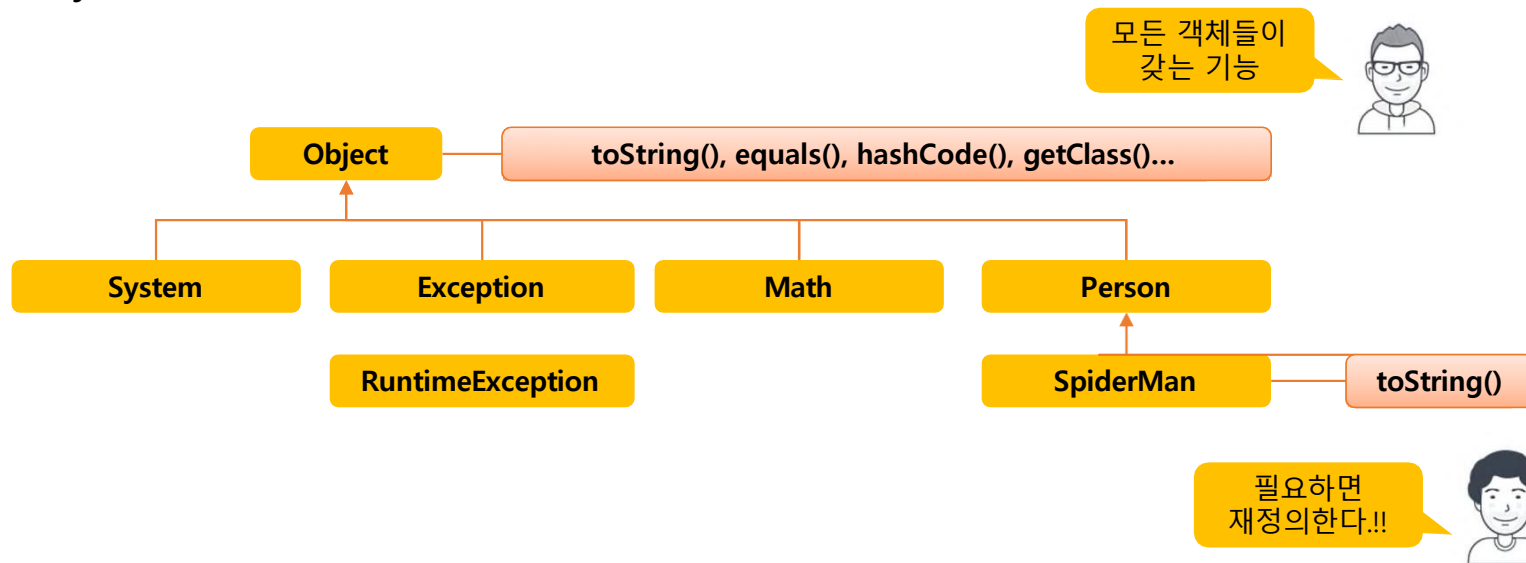 모든 객체들이
갖는 기능
Object
toString(), equals(), hashCode(), getClass()...
System
Exception
Math
Person
RuntimeException
SpiderMan
toString()
필요하면
재정의한다.!!